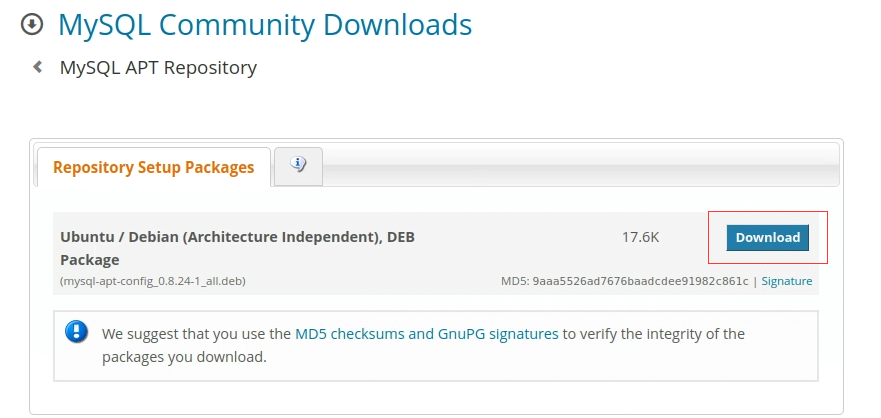 MySQL Community Downloads
MySQL APT Repository
Repository Setup Packages
Ubuntu / Debian (Architecture Independent), DEB Package
17.6K
Download
(mysql-apt-config_0.8.24-1_all.deb)
MD5: 9aaa5526ad7676baadcdee91982c861c | Signature
We suggest that you use the MD5 checksums and GnuPG signatures to verify the integrity of the
packages you download.